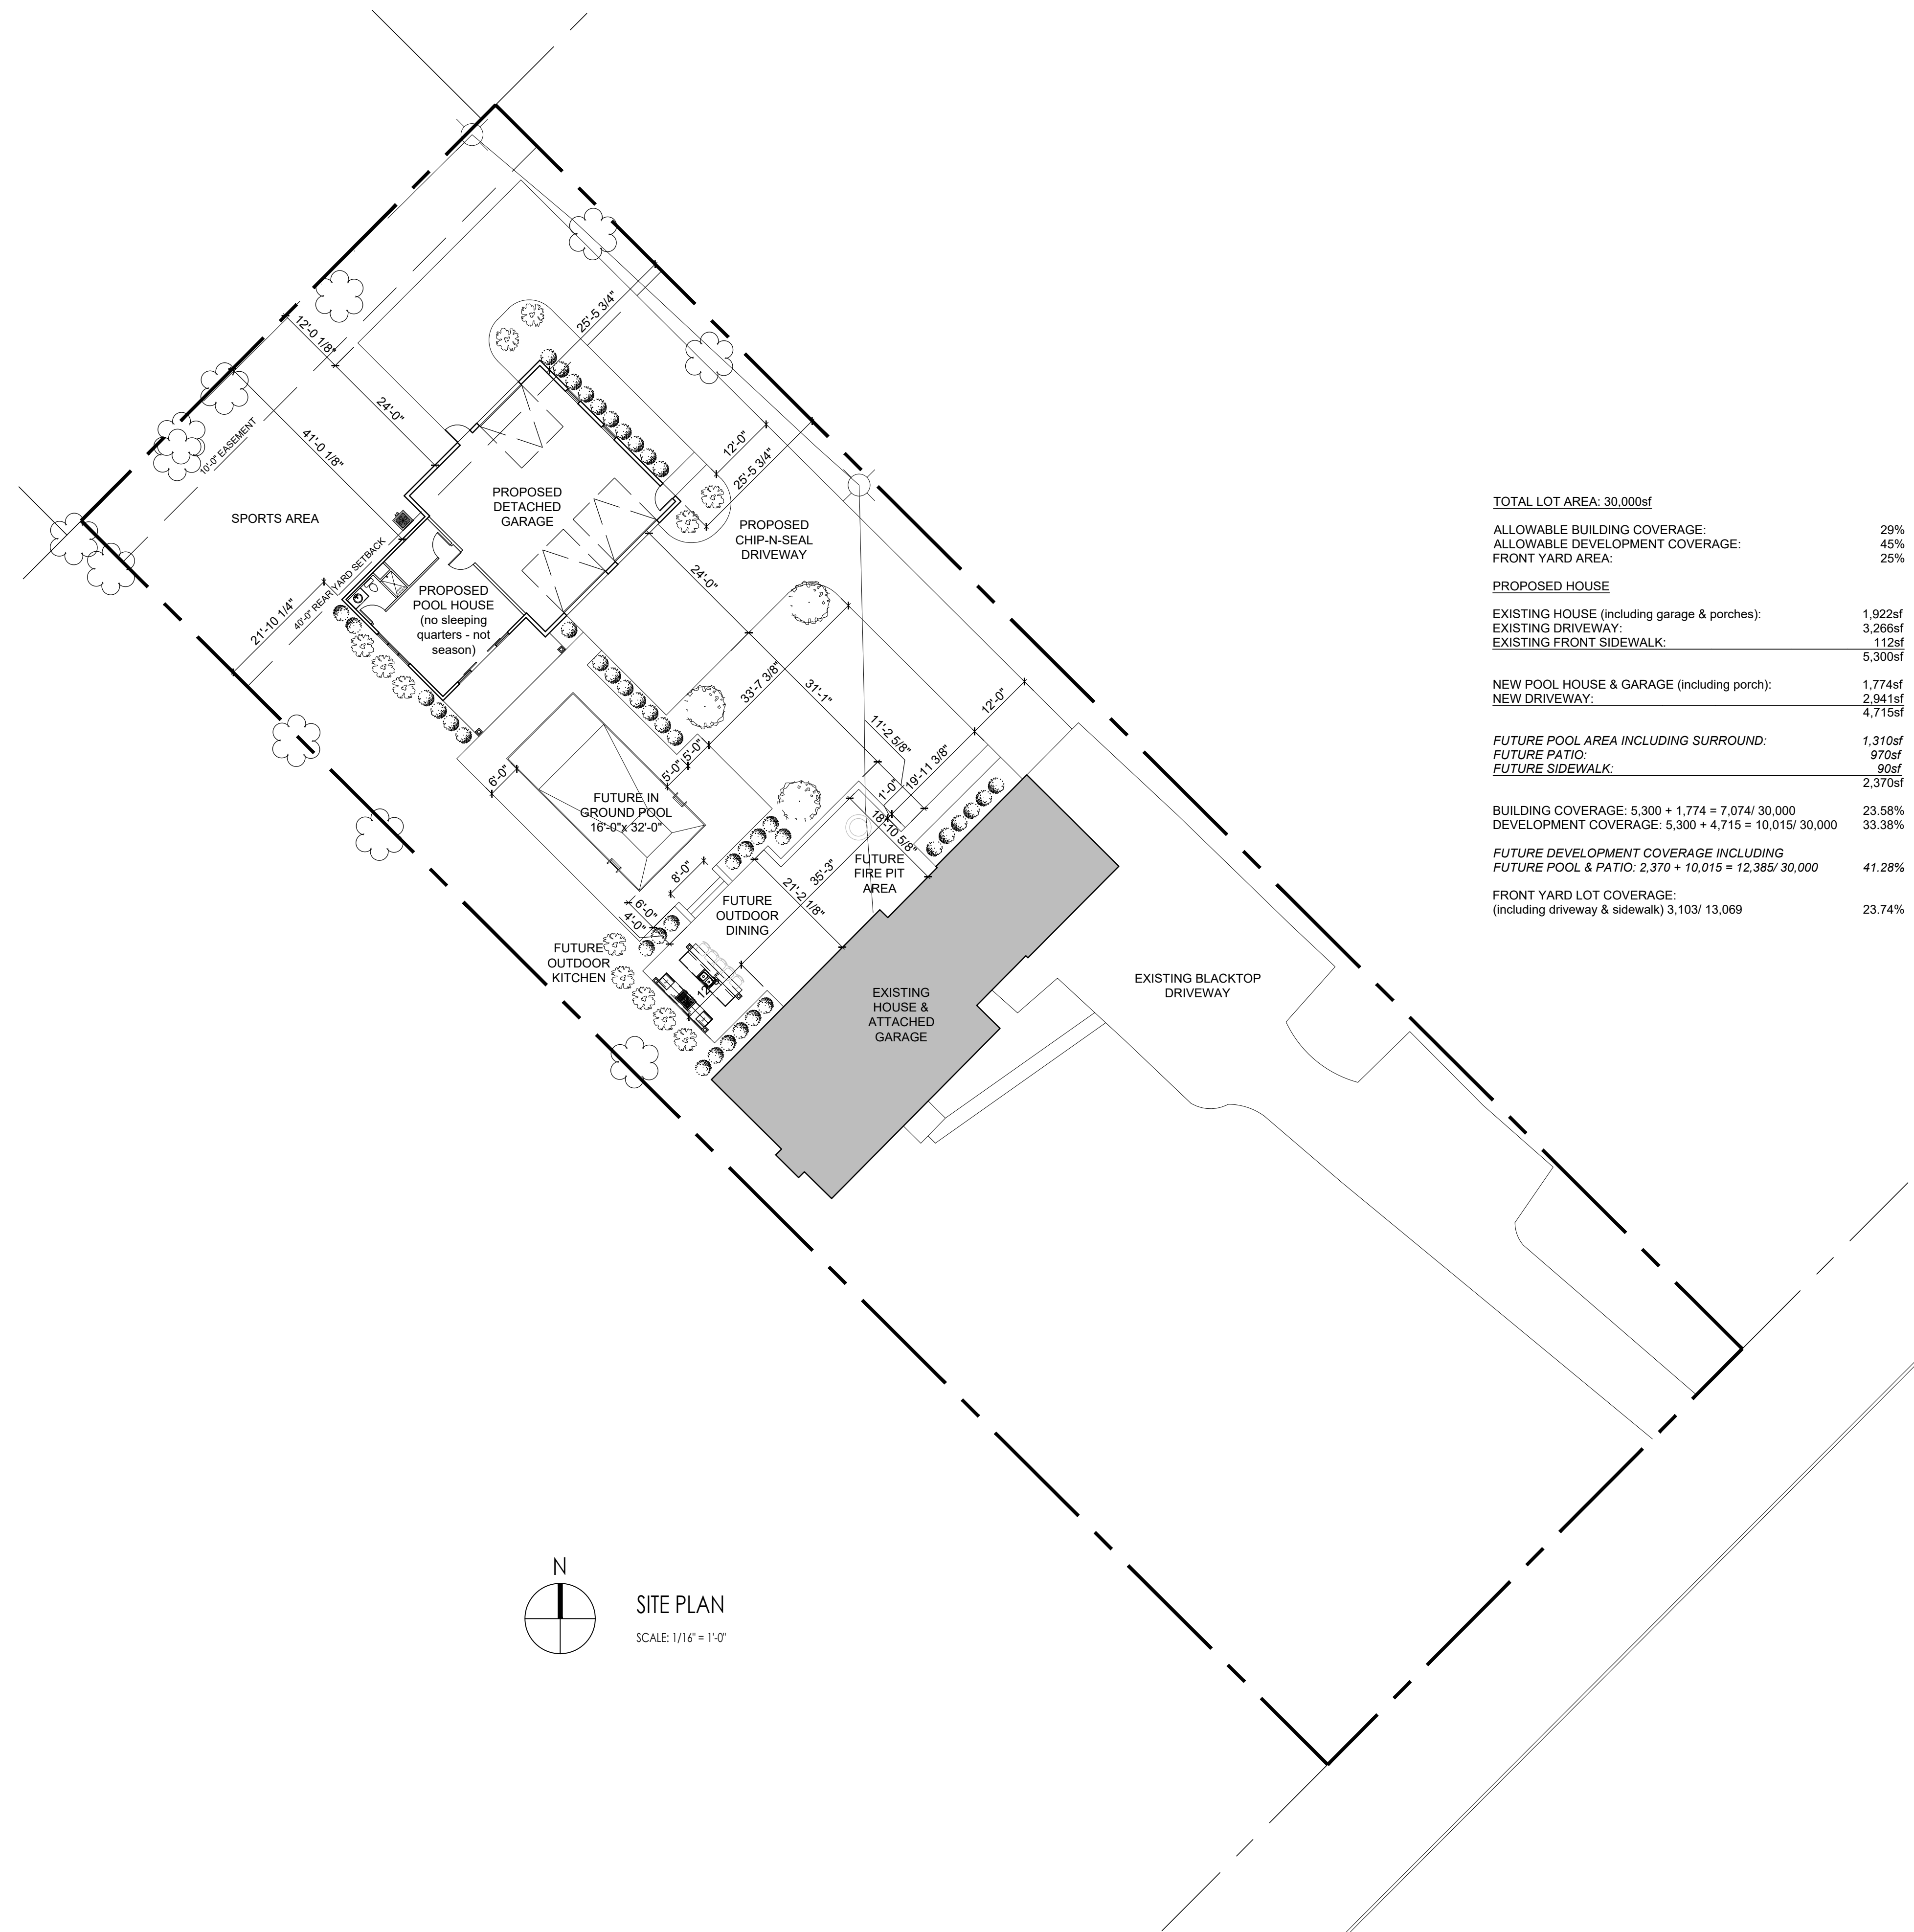 25'-5 3/4"
12'-0 1/8"
24'-0"
41'-0 1/8"
10'-0" EASEMENT
12'-0"
25'-5 3/4"
SPORTS AREA
PROPOSED
DETACHED
GARAGE
PROPOSED
CHIP-N-SEAL
DRIVEWAY
40'-0" REAR YARD SETBACK
21'-10 1/4"
PROPOSED
POOL HOUSE
(no sleeping
quarters - not
season)
24'-0"
33'-7 3/8"
31'-1"
12'-0"
11'-2 5/8"
19'-11 3/8"
1'-0"
18'-10 5/8"
5'-0"
5'-0"
6'-0"
FUTURE IN
GROUND POOL
16'-0"x 32'-0"
FUTURE
FIRE PIT
AREA
35'-3"
21'-2 1/8"
8'-0"
6'-0"
4'-0"
FUTURE
OUTDOOR
DINING
FUTURE
OUTDOOR
KITCHEN
EXISTING
HOUSE &
ATTACHED
GARAGE
EXISTING BLACKTOP
DRIVEWAY
TOTAL LOT AREA: 30,000sf
ALLOWABLE BUILDING COVERAGE: 29%
ALLOWABLE DEVELOPMENT COVERAGE: 45%
FRONT YARD AREA: 25%
PROPOSED HOUSE
EXISTING HOUSE (including garage & porches): 1,922sf
EXISTING DRIVEWAY: 3,266sf
EXISTING FRONT SIDEWALK: 112sf
5,300sf
NEW POOL HOUSE & GARAGE (including porch): 1,774sf
NEW DRIVEWAY: 2,941sf
4,715sf
FUTURE POOL AREA INCLUDING SURROUND: 1,310sf
FUTURE PATIO: 970sf
FUTURE SIDEWALK: 90sf
2,370sf
BUILDING COVERAGE: 5,300 + 1,774 = 7,074/ 30,000 23.58%
DEVELOPMENT COVERAGE: 5,300 + 4,715 = 10,015/ 30,000 33.38%
FUTURE DEVELOPMENT COVERAGE INCLUDING
FUTURE POOL & PATIO: 2,370 + 10,015 = 12,385/ 30,000 41.28%
FRONT YARD LOT COVERAGE:
(including driveway & sidewalk) 3,103/ 13,069 23.74%
N
SITE PLAN
SCALE: 1/16" = 1'-0"